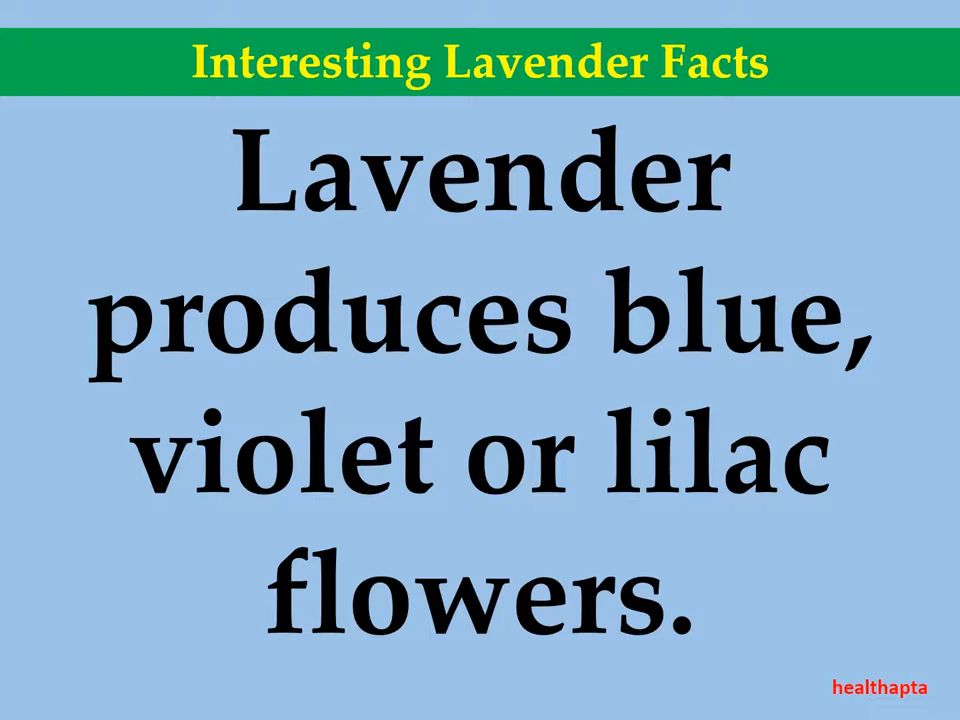 Interesting Lavender Facts
Lavender
produces blue,
violet or lilac
flowers.
healthapta